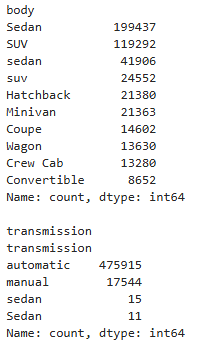 body
Sedan 199437
SUV 119292
sedan 41906
suv 24552
Hatchback 21380
Minivan 21363
Coupe 14602
Wagon 13630
Crew Cab 13280
Convertible 8652
Name: count, dtype: int64

transmission
transmission
automatic 475915
manual 17544
sedan 15
Sedan 11
Name: count, dtype: int64